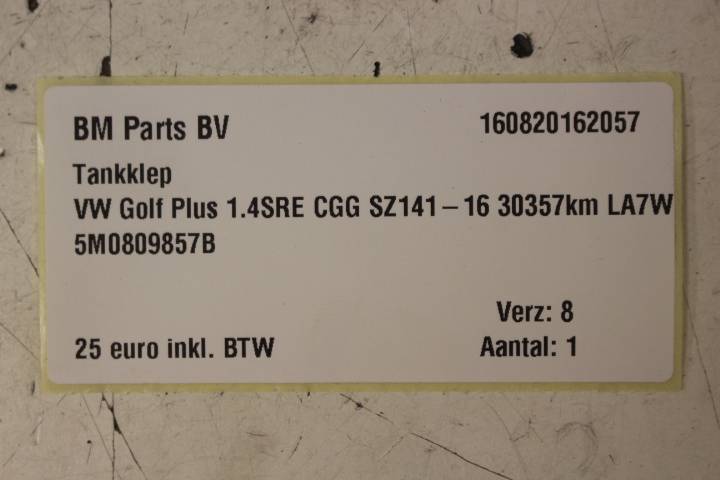 BM Parts BV 160820162057
Tankklep
VW Golf Plus 1.4SRE CGG SZ141-16 30357km LA7W
5M0809857B
Verz: 8
25 euro inkl. BTW Aantal: 1